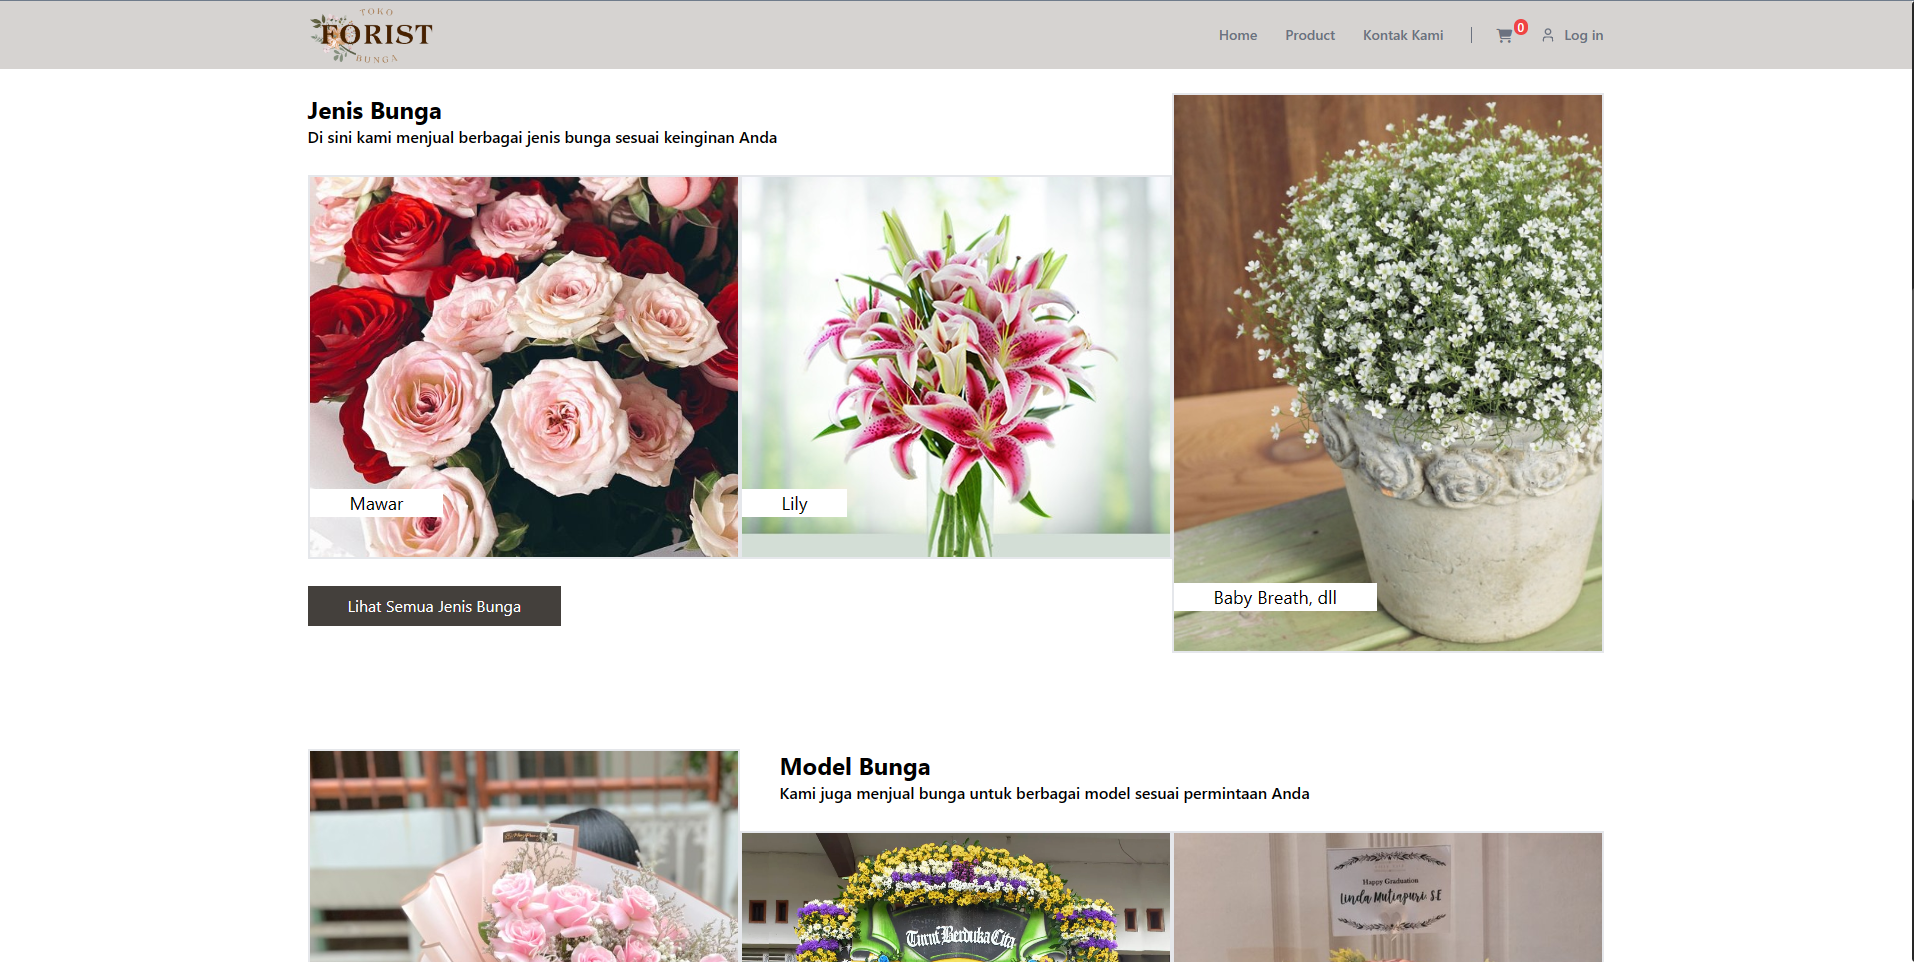 TOKO
FORIST
BUNGA
Home
Product
Kontak Kami
0
Log in
Jenis Bunga
Di sini kami menjual berbagai jenis bunga sesuai keinginan Anda
Mawar
Lily
Baby Breath, dll
Lihat Semua Jenis Bunga
Model Bunga
Kami juga menjual bunga untuk berbagai model sesuai permintaan Anda
Turut Berduka Cita
Happy Graduation
Linda Mutiapuri. S.E